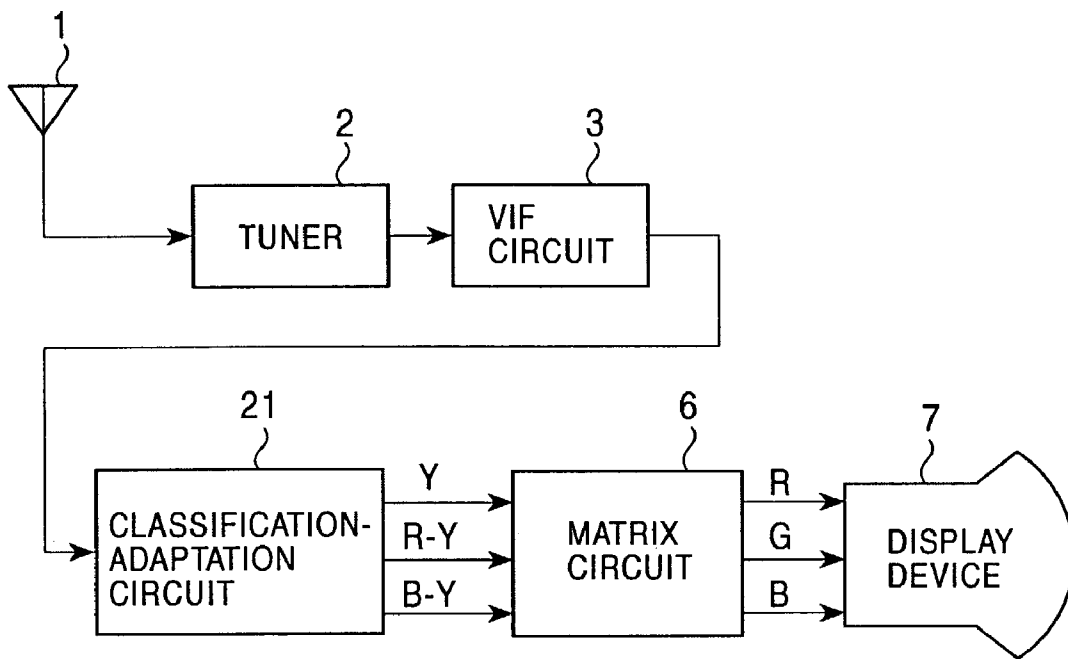 1
2
TUNER
3
VIF
CIRCUIT
21
CLASSIFICATION-
ADAPTATION
CIRCUIT
Y
R-Y
B-Y
6
MATRIX
CIRCUIT
R
G
B
7
DISPLAY
DEVICE